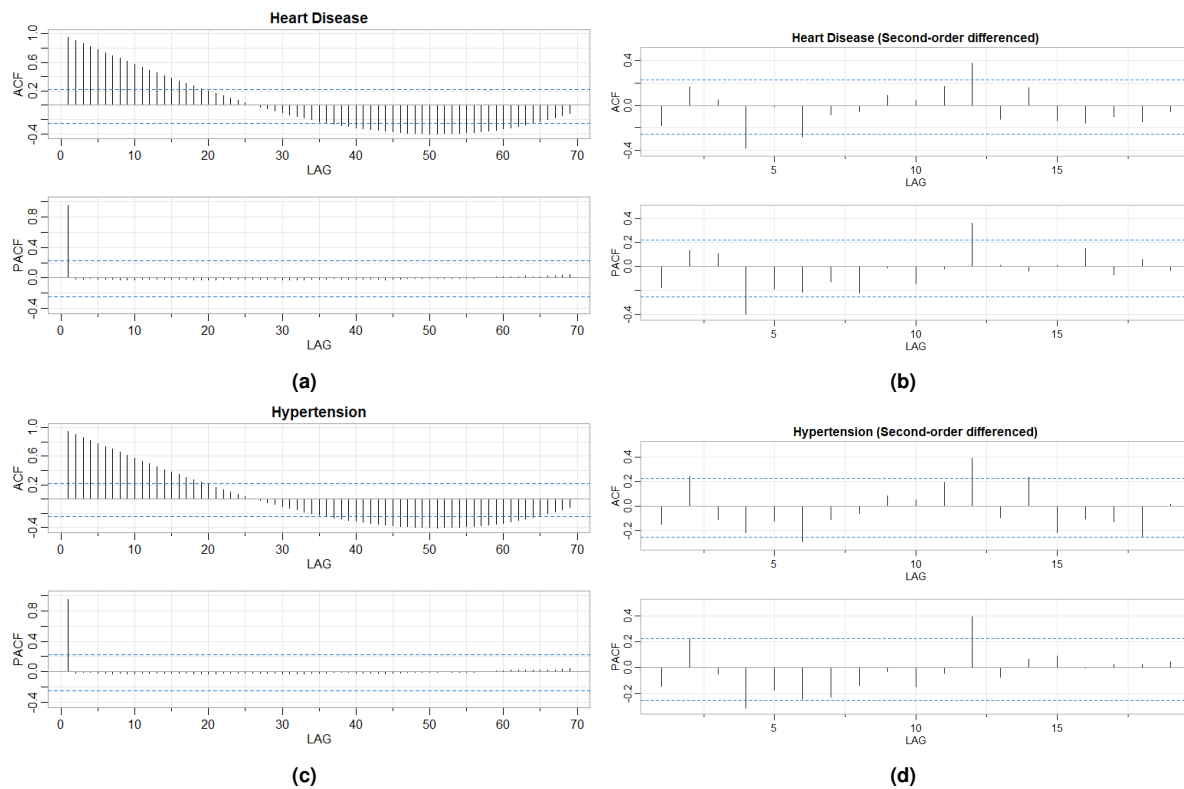 Heart Disease
ACF
-0.4 0.2 0.6 1.0
0 10 20 30 40 50 60 70
LAG
PACF
-0.4 0.0 0.4 0.8
0 10 20 30 40 50 60 70
LAG
(a)
Heart Disease (Second-order differenced)
ACF
-0.4 0.0 0.4
5 10 15
LAG
PACF
-0.4 0.0 0.2 0.4
5 10 15
LAG
(b)
Hypertension
ACF
-0.4 0.2 0.6 1.0
0 10 20 30 40 50 60 70
LAG
PACF
-0.4 0.0 0.4 0.8
0 10 20 30 40 50 60 70
LAG
(c)
Hypertension (Second-order differenced)
ACF
-0.2 0.0 0.2 0.4
5 10 15
LAG
PACF
-0.2 0.0 0.2 0.4
5 10 15
LAG
(d)